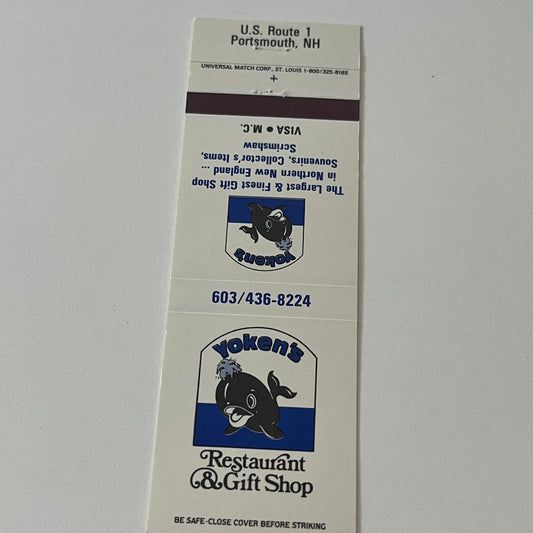 U.S. Route 1
Portsmouth, NH
UNIVERSAL MATCH CORP., ST. LOUIS 1-800/325-8165
VISA ● M.C.
The Largest & Finest Gift Shop
in Northern New England ...
Souvenirs, Collector's Items,
Scrimshaw
Yoken's
603/436-8224
Yoken's
Restaurant
& Gift Shop
BE SAFE-CLOSE COVER BEFORE STRIKING